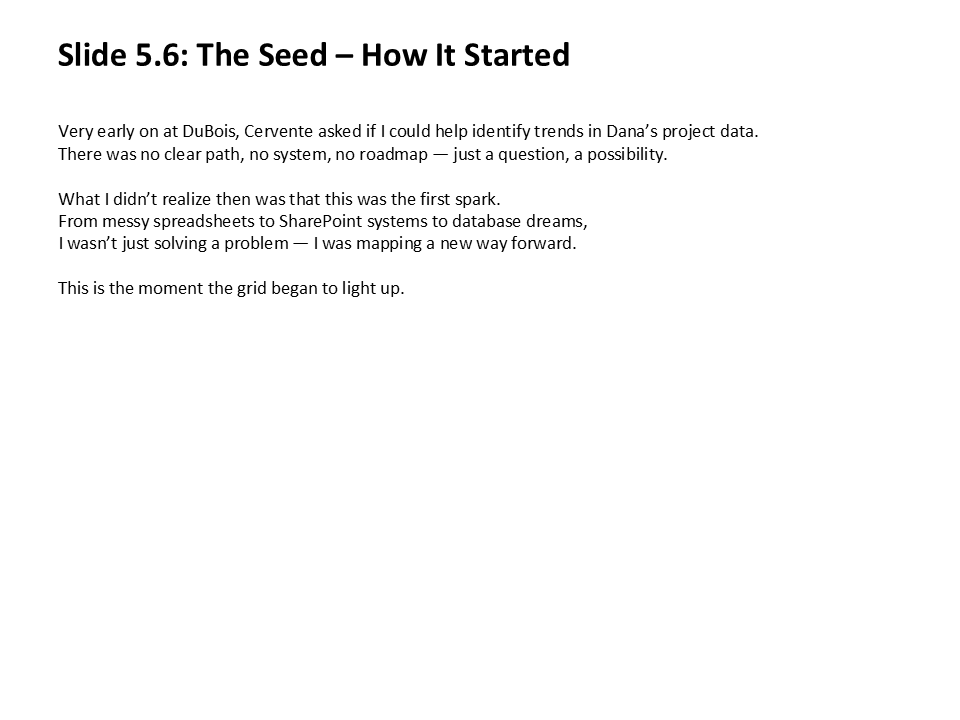 Slide 5.6: The Seed – How It Started
Very early on at DuBois, Cervente asked if I could help identify trends in Dana’s project data.
There was no clear path, no system, no roadmap — just a question, a possibility.
What I didn’t realize then was that this was the first spark.
From messy spreadsheets to SharePoint systems to database dreams,
I wasn’t just solving a problem — I was mapping a new way forward.
This is the moment the grid began to light up.